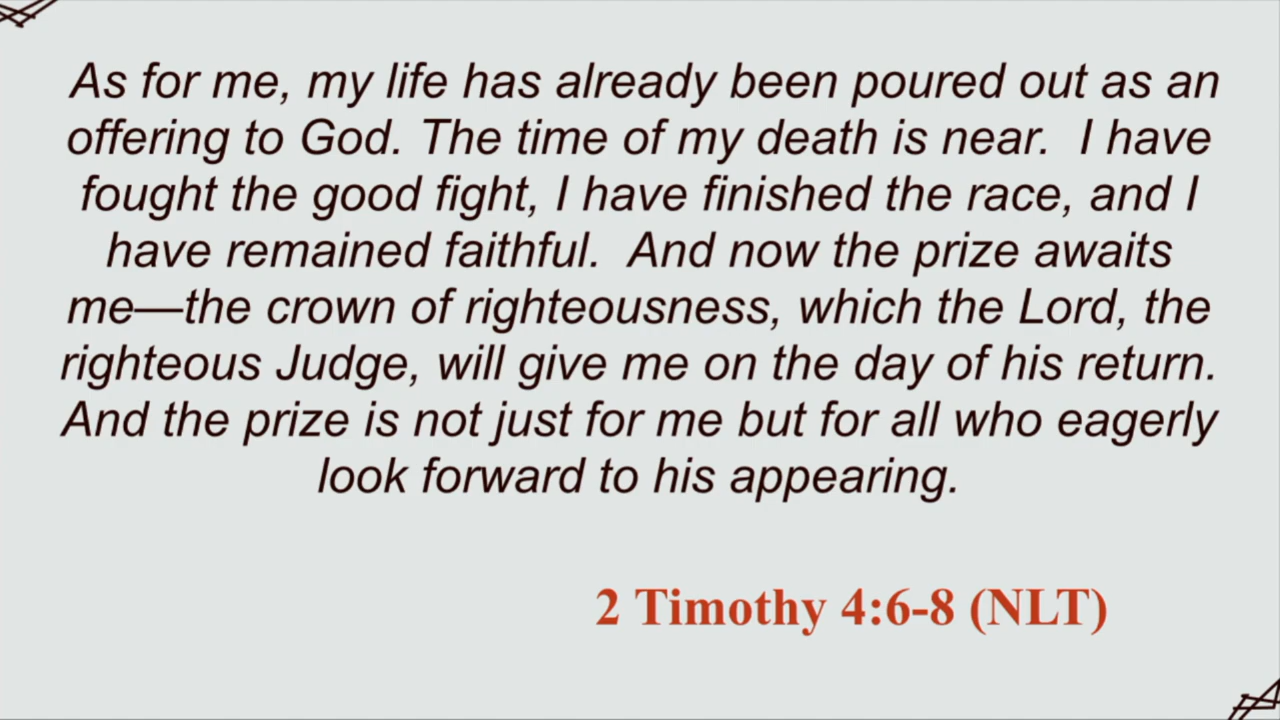 As for me, my life has already been poured out as an
offering to God. The time of my death is near.  I have
fought the good fight, I have finished the race, and I
have remained faithful.  And now the prize awaits
me—the crown of righteousness, which the Lord, the
righteous Judge, will give me on the day of his return.
And the prize is not just for me but for all who eagerly
look forward to his appearing.
2 Timothy 4:6-8 (NLT)